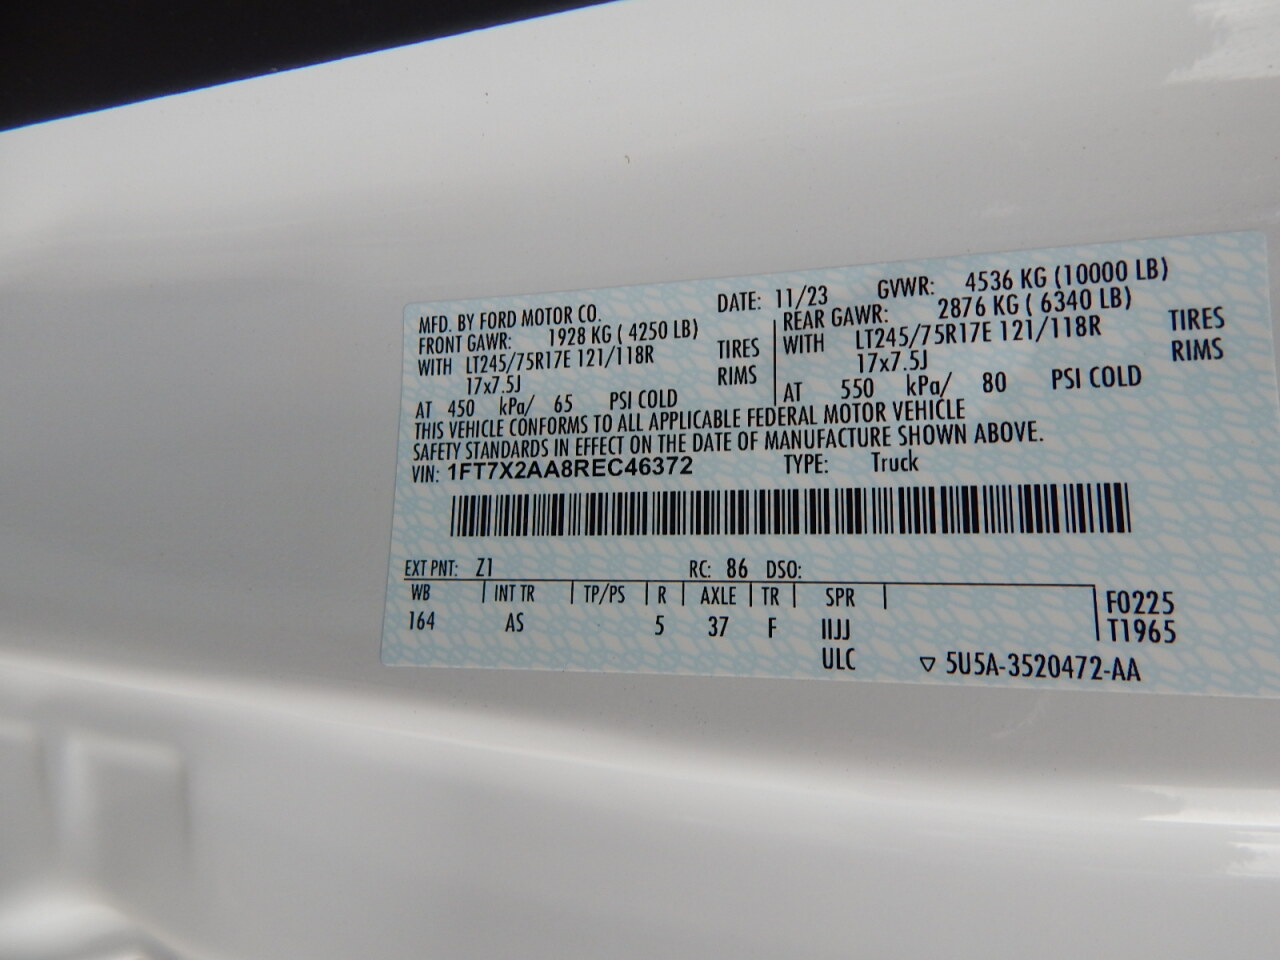 MFD. BY FORD MOTOR CO. DATE: 11/23 GVWR: 4536 KG (10000 LB)
FRONT GAWR: 1928 KG ( 4250 LB) REAR GAWR: 2876 KG ( 6340 LB)
WITH LT245/75R17E 121/118R TIRES WITH LT245/75R17E 121/118R TIRES
17x7.5J RIMS 17x7.5J RIMS
AT 450 kPa/ 65 PSI COLD AT 550 kPa/ 80 PSI COLD
THIS VEHICLE CONFORMS TO ALL APPLICABLE FEDERAL MOTOR VEHICLE
SAFETY STANDARDS IN EFFECT ON THE DATE OF MANUFACTURE SHOWN ABOVE.
VIN: 1FT7X2AA8REC46372 TYPE: Truck
EXT PNT: Z1 RC: 86 DSO:
WB INT TR TP/PS R AXLE TR SPR F0225
164 AS 5 37 F IIJJ T1965
ULC ▽ 5U5A-3520472-AA